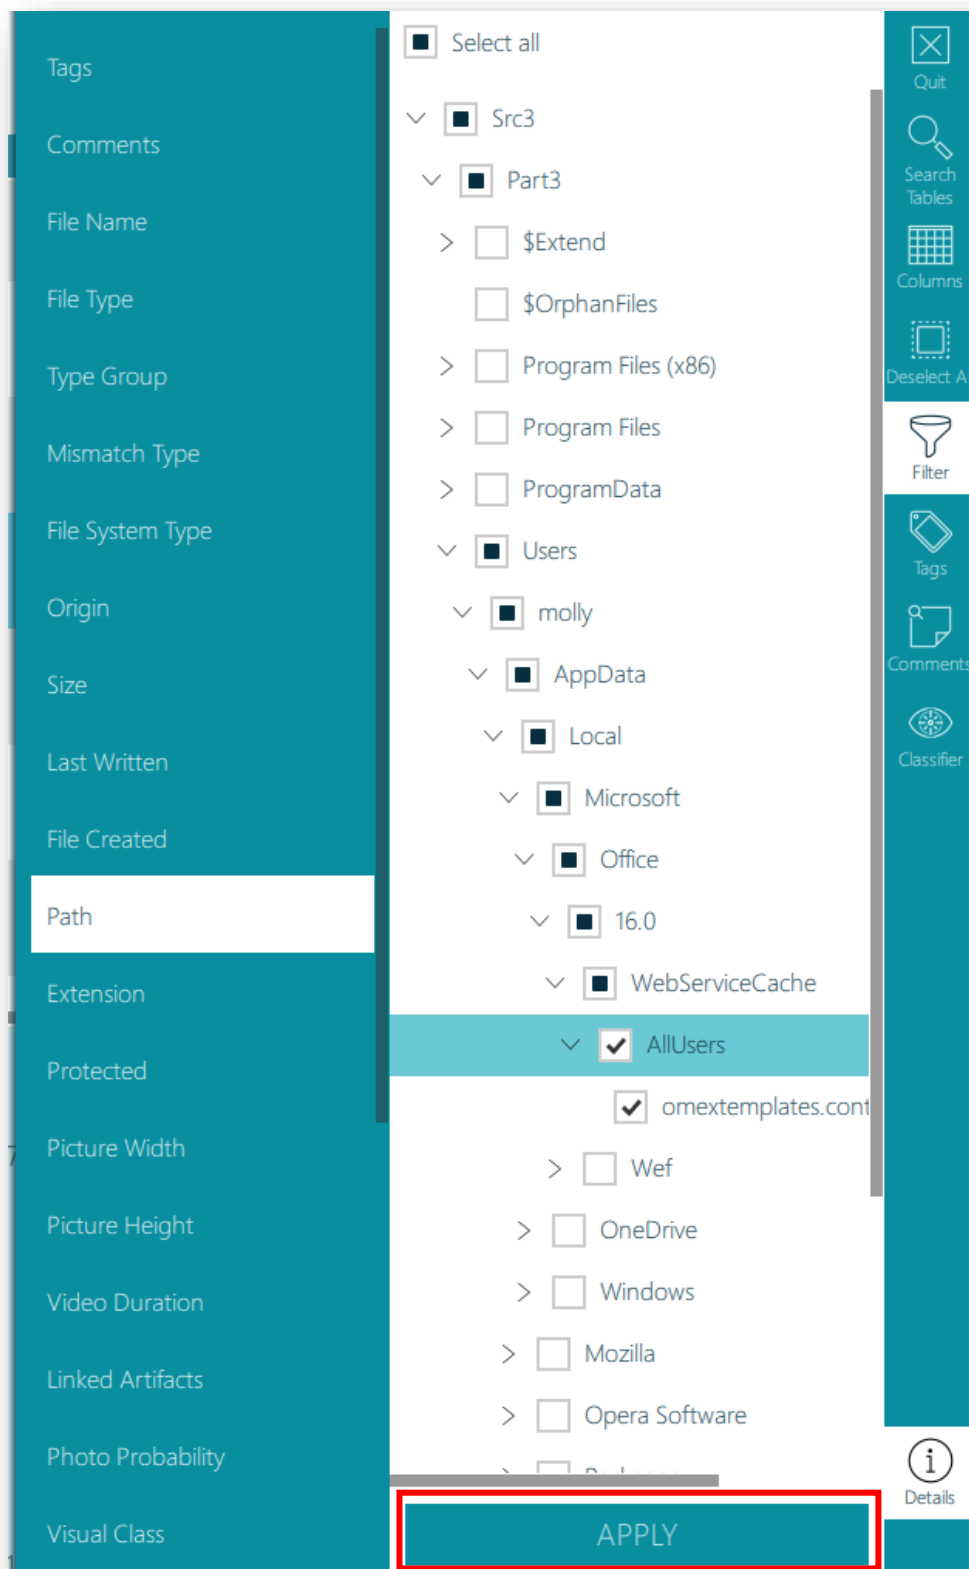 Tags
Comments
File Name
File Type
Type Group
Mismatch Type
File System Type
Origin
Size
Last Written
File Created
Path
Extension
Protected
Picture Width
Picture Height
Video Duration
Linked Artifacts
Photo Probability
Visual Class
Select all
Src3
Part3
$Extend
$OrphanFiles
Program Files (x86)
Program Files
ProgramData
Users
molly
AppData
Local
Microsoft
Office
16.0
WebServiceCache
AllUsers
omextemplates.cont
Wef
OneDrive
Windows
Mozilla
Opera Software
APPLY
Quit
Search
Tables
Columns
Deselect A
Filter
Tags
Comments
Classifier
Details